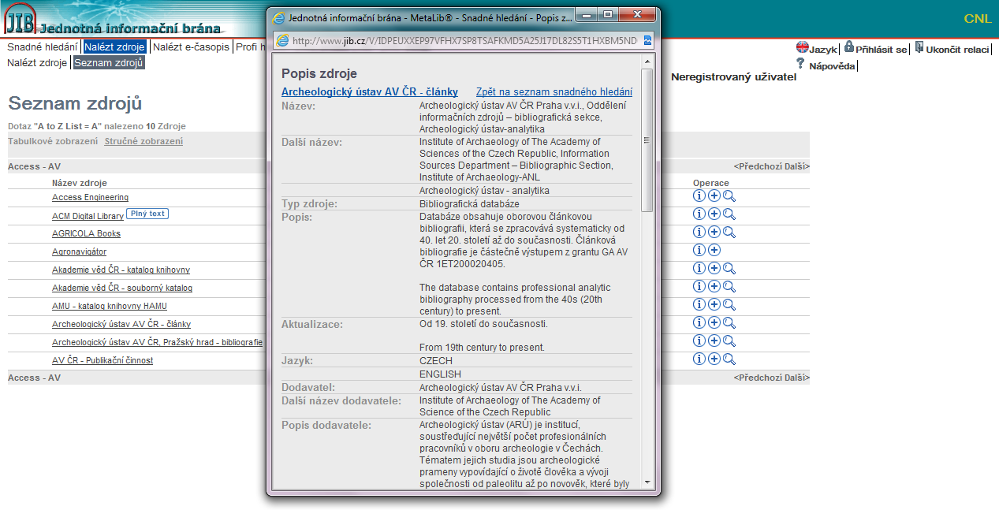 JIB Jednotná informační brána
CNL
Snadné hledání
Nalézt zdroje
Nalézt e-časopis
Profi h
Nalézt zdroje
Seznam zdrojů
Jazyk
Přihlásit se
Ukončit relaci
Nápověda
Neregistrovaný uživatel
Seznam zdrojů
Dotaz "A to Z List = A" nalezeno 10 Zdroje
Tabulkové zobrazení Stručné zobrazení
Access - AV
<Předchozí Další>
Název zdroje
Operace
Access Engineering
ACM Digital Library Plný text
AGRICOLA Books
Agronavigátor
Akademie věd ČR - katalog knihovny
Akademie věd ČR - souborný katalog
AMU - katalog knihovny HAMU
Archeologický ústav AV ČR - články
Archeologický ústav AV ČR, Pražský hrad - bibliografie
AV ČR - Publikační činnost
Access - AV
<Předchozí Další>
Jednotná informační brána - MetaLib® - Snadné hledání - Popis z...
http://www.jib.cz/V/IDPEUXXEP97VFHX7SP8TSAFKMD5A25J17DL82S5T1HXBM5ND
Popis zdroje
Archeologický ústav AV ČR - články
Zpět na seznam snadného hledání
Název:
Archeologický ústav AV ČR Praha v.v.i., Oddělení
informačních zdrojů – bibliografická sekce,
Archeologický ústav-analytika
Další název:
Institute of Archaeology of The Academy of
Sciences of the Czech Republic, Information
Sources Department – Bibliographic Section,
Institute of Archaeology-ANL
Archeologický ústav - analytika
Typ zdroje:
Bibliografická databáze
Popis:
Databáze obsahuje oborovou článkovou
bibliografii, která se zpracovává systematicky od
40. let 20. století až do současnosti. Článková
bibliografie je částečně výstupem z grantu GA AV
ČR 1ET200020405.
The database contains professional analytic
bibliography processed from the 40s (20th
century) to present.
Aktualizace:
Od 19. století do současnosti.
From 19th century to present.
Jazyk:
CZECH
ENGLISH
Dodavatel:
Archeologický ústav AV ČR Praha v.v.i.
Další název dodavatele:
Institute of Archaeology of The Academy of
Science of the Czech Republic
Popis dodavatele:
Archeologický ústav (ARÚ) je institucí,
soustřeďující největší počet profesionálních
pracovníků v oboru archeologie v Čechách.
Tématem jejich studia jsou archeologické
prameny vypovídající o životě člověka a vývoji
společnosti od paleolitu až po novověk, které byly